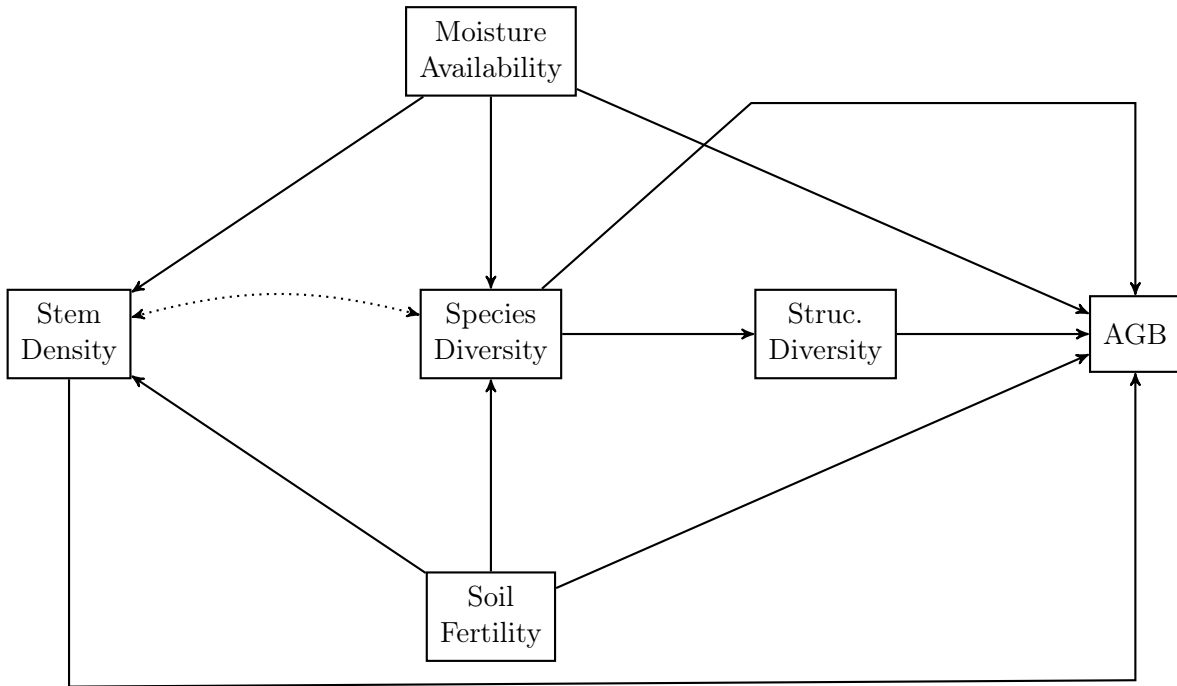 Moisture
Availability
Stem
Density
Species
Diversity
Struc.
Diversity
AGB
Soil
Fertility